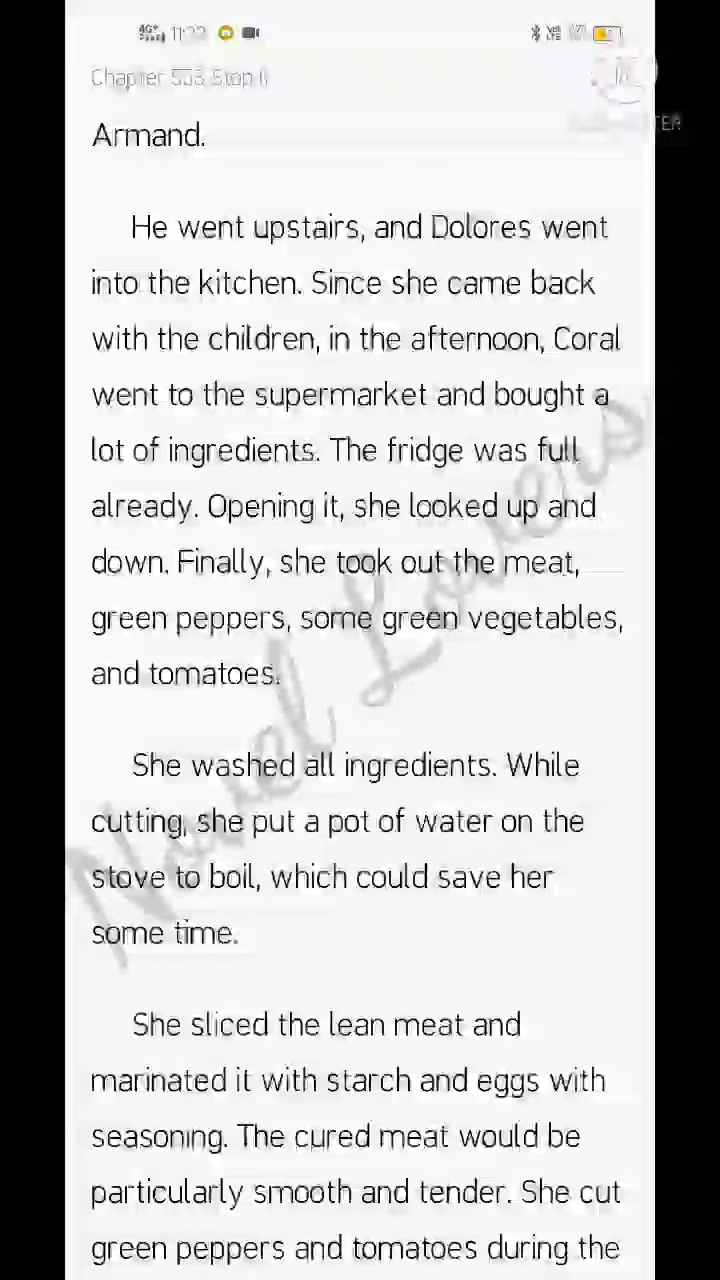 Armand.
He went upstairs, and Dolores went
into the kitchen. Since she came back
with the children, in the afternoon, Coral
went to the supermarket and bought a
lot of ingredients. The fridge was full
already. Opening it, she looked up and
down. Finally, she took out the meat,
green peppers, some green vegetables,
and tomatoes.
She washed all ingredients. While
cutting, she put a pot of water on the
stove to boil, which could save her
some time.
She sliced the lean meat and
marinated it with starch and eggs with
seasoning. The cured meat would be
particularly smooth and tender. She cut
green peppers and tomatoes during the
Novel Lovers